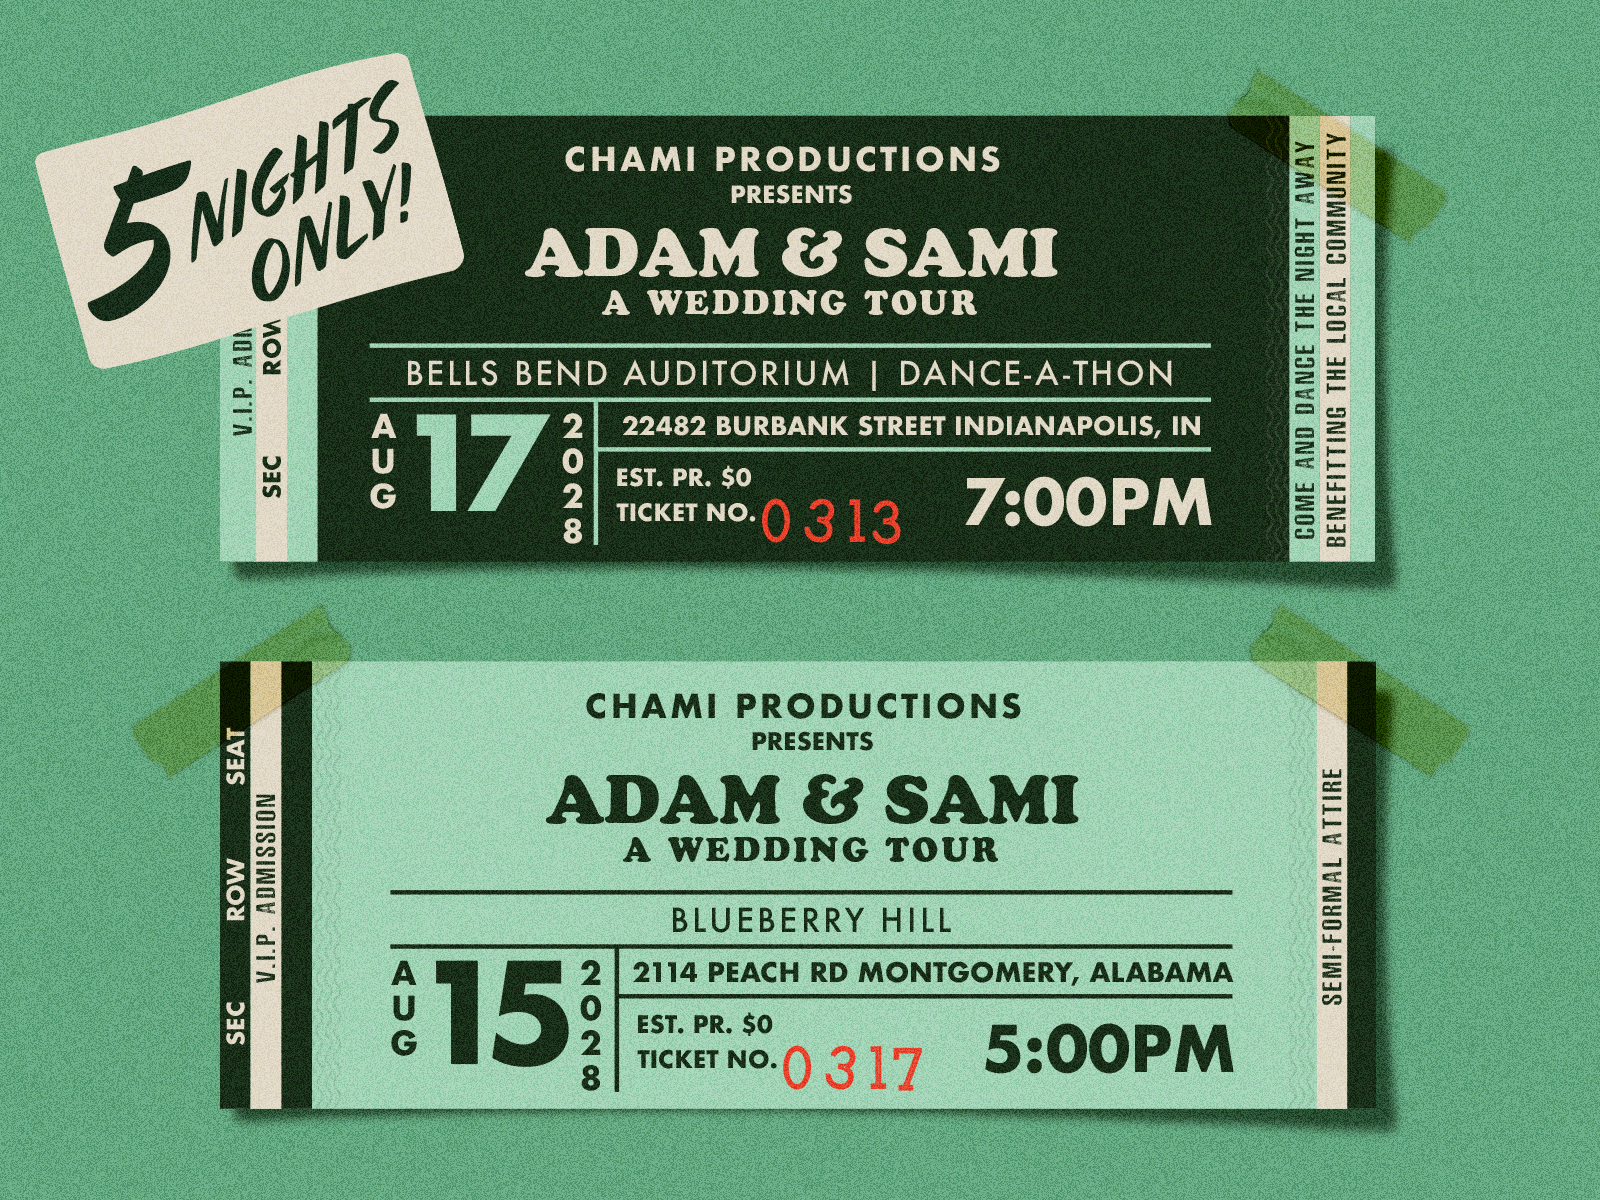 5 NIGHTS
ONLY!
CHAMI PRODUCTIONS
PRESENTS
ADAM & SAMI
A WEDDING TOUR
BELLS BEND AUDITORIUM | DANCE-A-THON
AUG 17 2028
22482 BURBANK STREET INDIANAPOLIS, IN
EST. PR. $0
TICKET NO. 0313
7:00PM
V.I.P.
SEC ROW
COME AND DANCE THE NIGHT AWAY
BENEFITTING THE LOCAL COMMUNITY
SEC ROW SEAT
V.I.P. ADMISSION
CHAMI PRODUCTIONS
PRESENTS
ADAM & SAMI
A WEDDING TOUR
BLUEBERRY HILL
AUG 15 2028
2114 PEACH RD MONTGOMERY, ALABAMA
EST. PR. $0
TICKET NO. 0317
5:00PM
SEMI-FORMAL ATTIRE